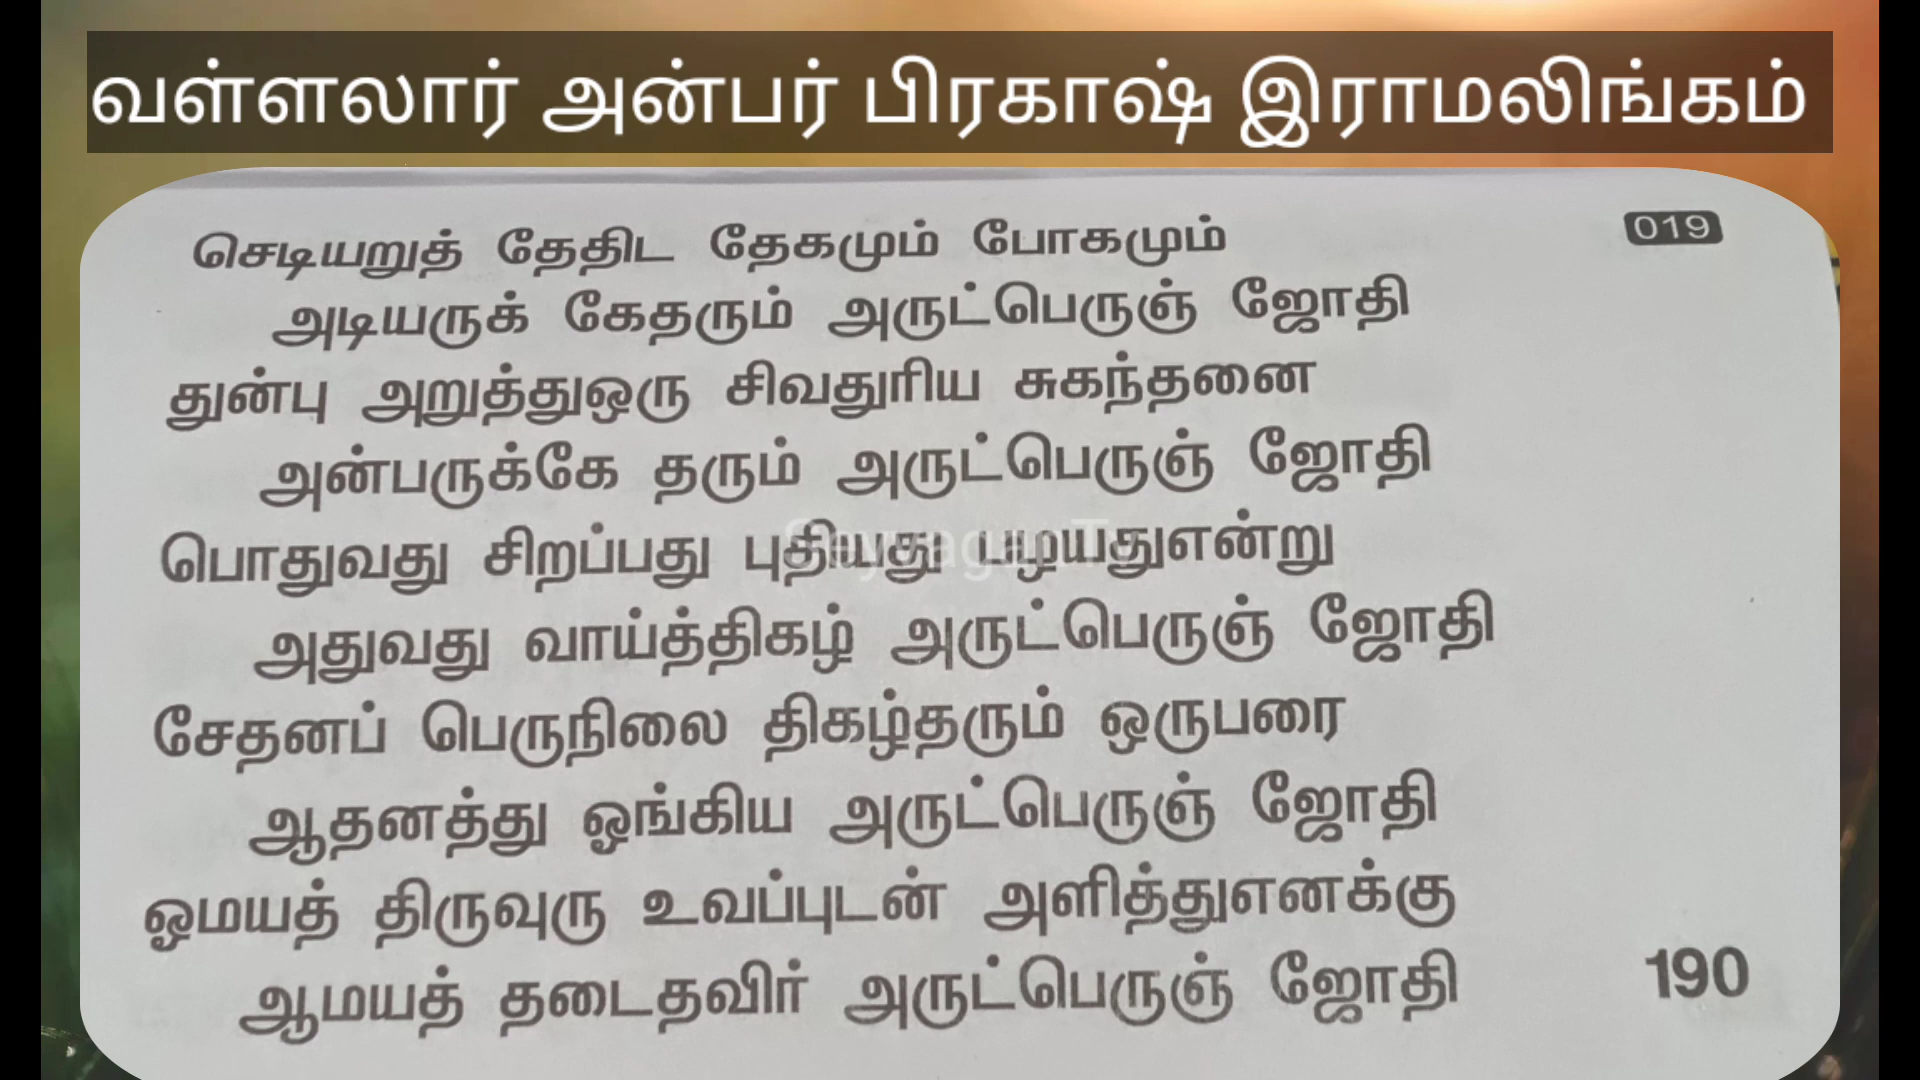 வள்ளலார் அன்பர் பிரகாஷ் இராமலிங்கம்
019
செடியறுத் தேதிட தேகமும் போகமும்
அடியருக் கேதரும் அருட்பெருஞ் ஜோதி
துன்பு அறுத்துஒரு சிவதுரிய சுகந்தனை
அன்பருக்கே தரும் அருட்பெருஞ் ஜோதி
பொதுவது சிறப்பது புதியது பழயதுஎன்று
அதுவது வாய்த்திகழ் அருட்பெருஞ் ஜோதி
சேதனப் பெருநிலை திகழ்தரும் ஒருபரை
ஆதனத்து ஓங்கிய அருட்பெருஞ் ஜோதி
ஓமயத் திருவுரு உவப்புடன் அளித்துஎனக்கு
ஆமயத் தடைதவிர் அருட்பெருஞ் ஜோதி 190